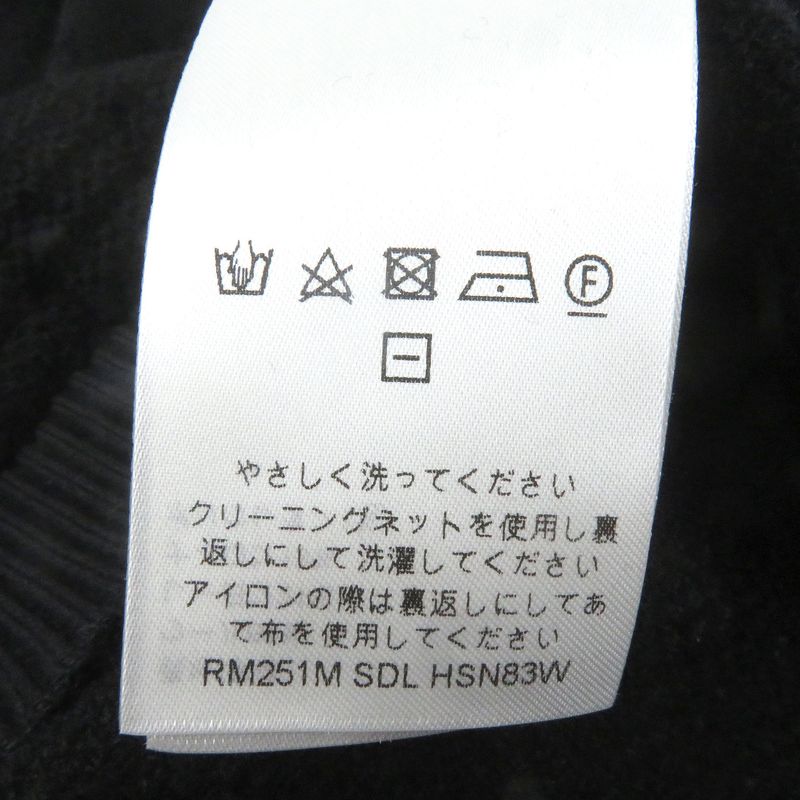 F
やさしく洗ってください
クリーニングネットを使用し裏
返しにして洗濯してください
アイロンの際は裏返しにしてあ
て布を使用してください
RM251M SDL HSN83W